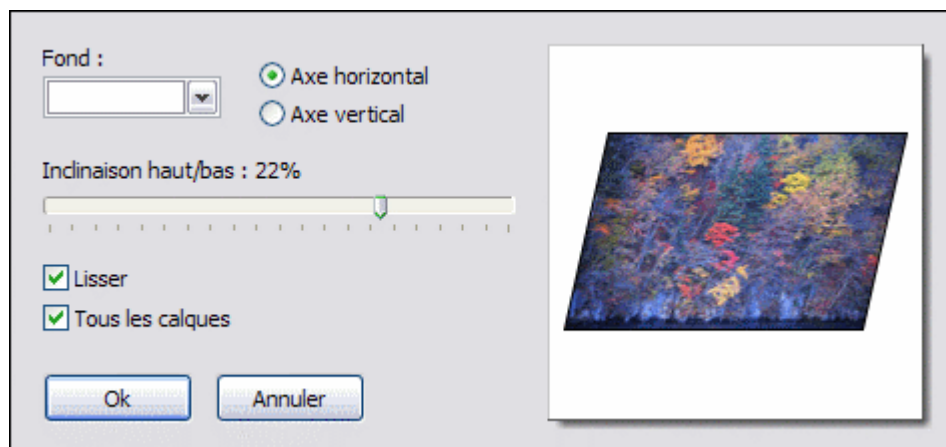 Fond :
Axe horizontal
Axe vertical
Inclinaison haut/bas : 22%
Lisser
Tous les calques
Ok
Annuler